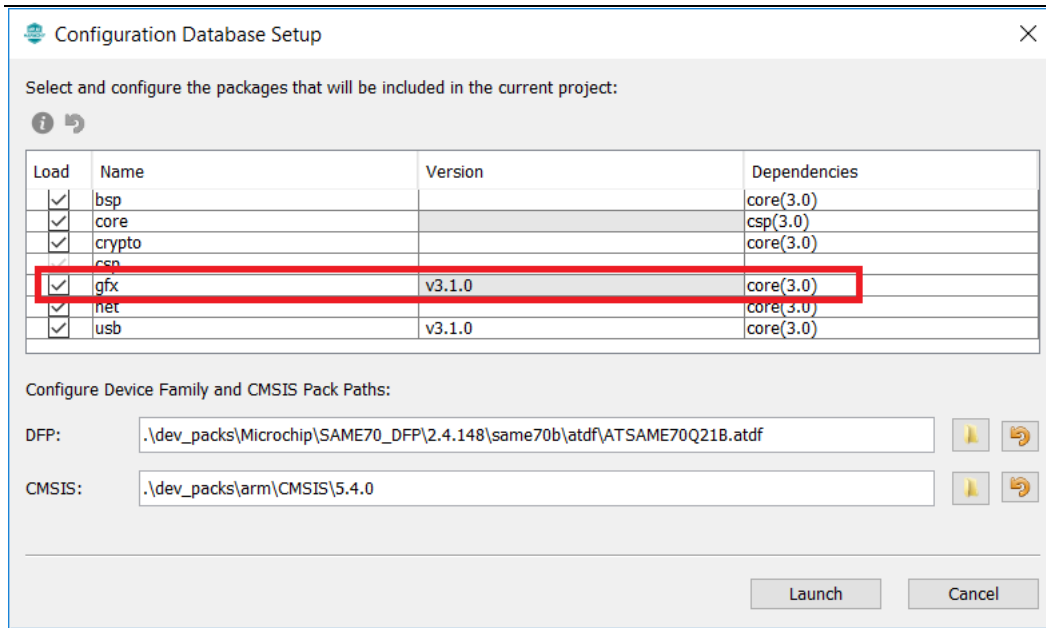 Configuration Database Setup
Select and configure the packages that will be included in the current project:
Load Name Version Dependencies
bsp core(3.0)
core csp(3.0)
crypto core(3.0)
csp
gfx v3.1.0 core(3.0)
net core(3.0)
usb v3.1.0 core(3.0)
Configure Device Family and CMSIS Pack Paths:
DFP: .\dev_packs\Microchip\SAME70_DFP\2.4.148\same70b\atdf\ATSAME70Q21B.atdf
CMSIS: .\dev_packs\arm\CMSIS\5.4.0
Launch Cancel